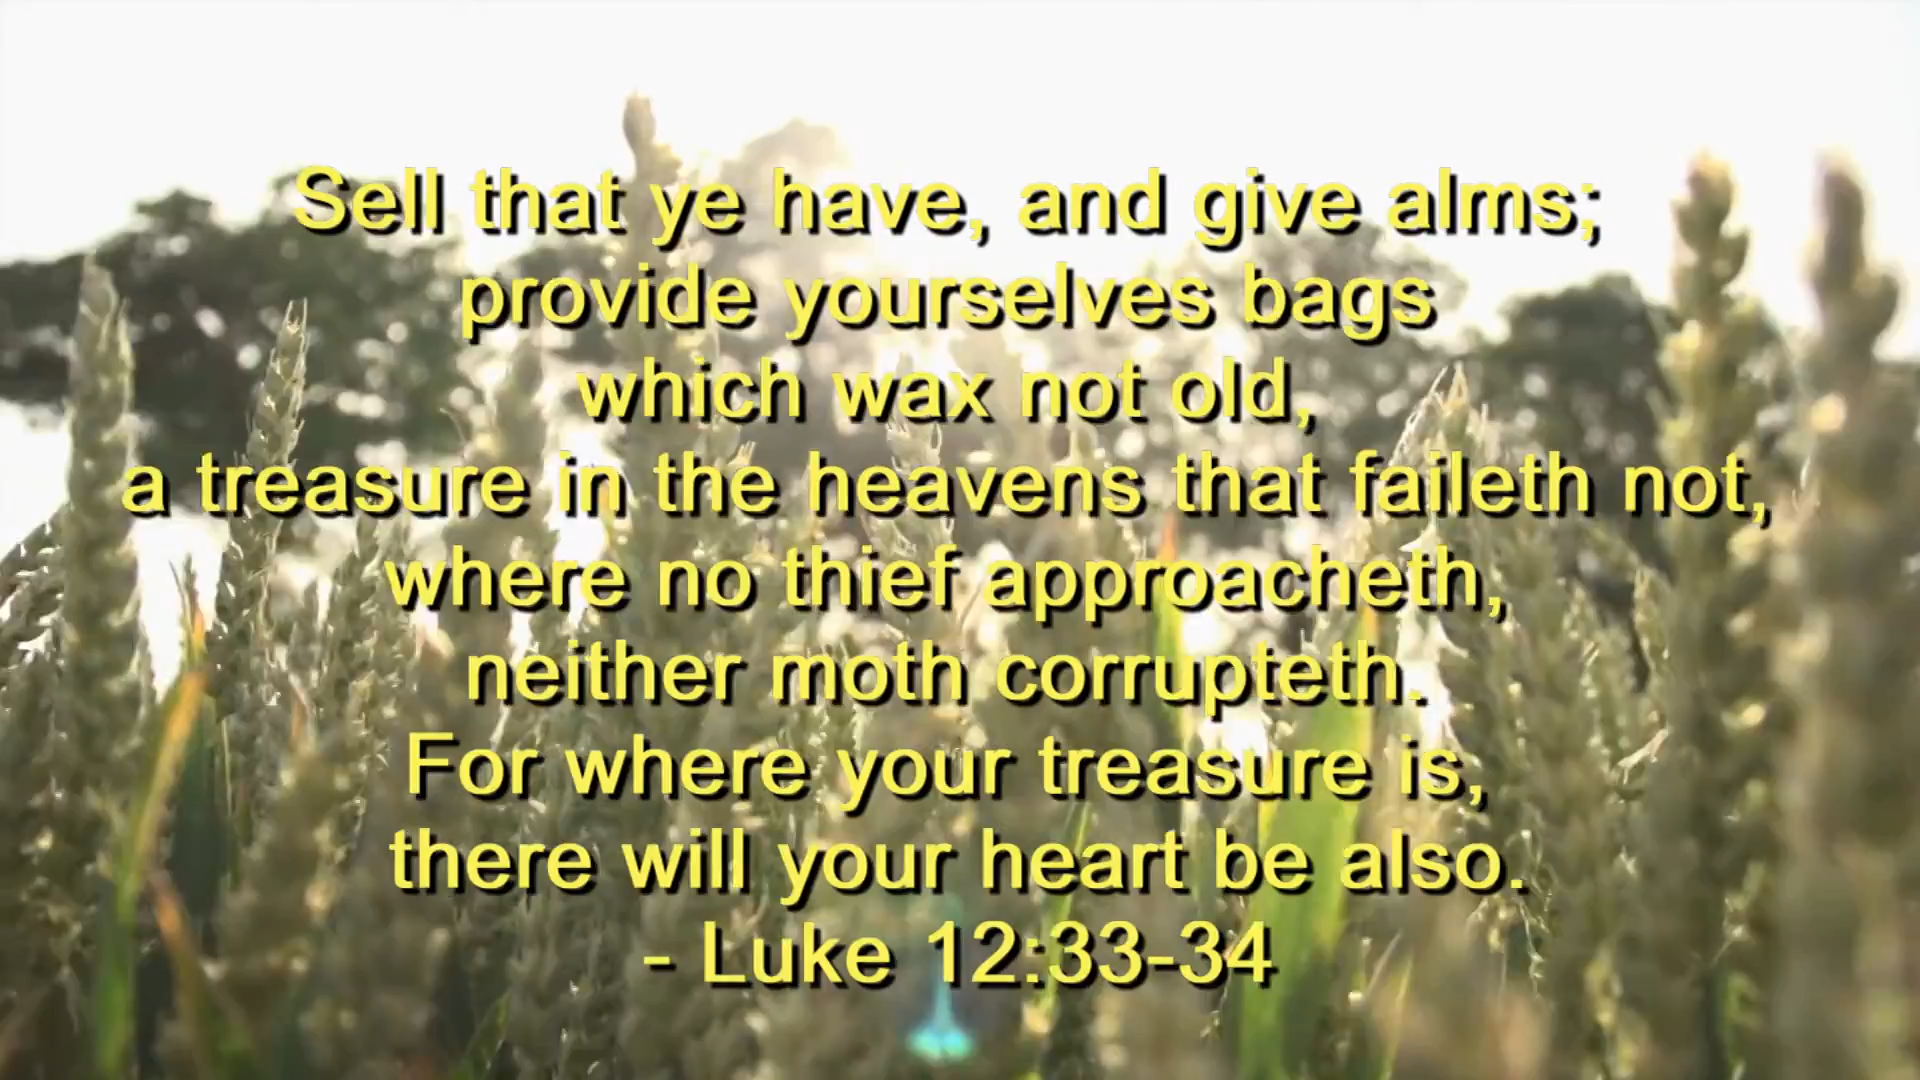 Sell that ye have, and give alms;
provide yourselves bags
which wax not old,
a treasure in the heavens that faileth not,
where no thief approacheth,
neither moth corrupteth.
For where your treasure is,
there will your heart be also.
- Luke 12:33-34